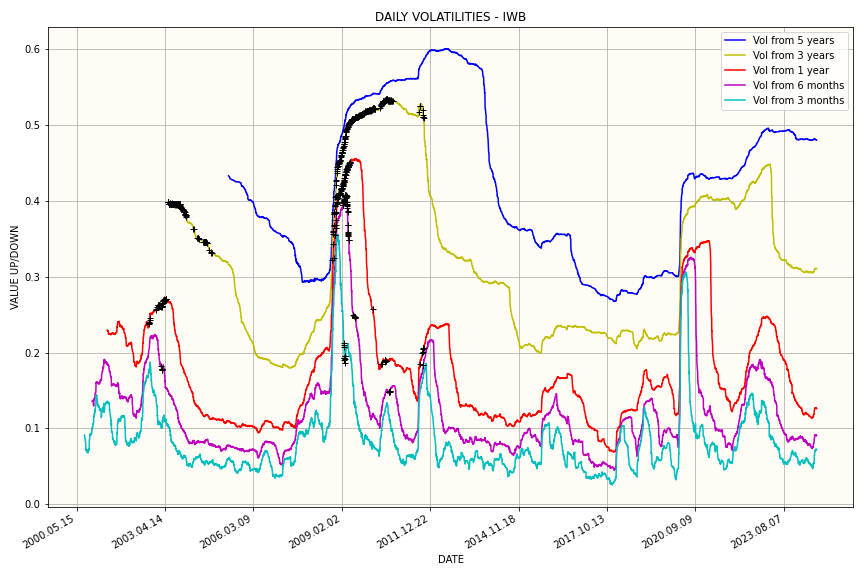 DAILY VOLATILITIES - IWB
Vol from 5 years
Vol from 3 years
Vol from 1 year
Vol from 6 months
Vol from 3 months
VALUE UP/DOWN
0.6
0.5
0.4
0.3
0.2
0.1
0.0
2000.05.15
2003.04.14
2006.03.09
2009.02.02
2011.12.22
2014.11.18
2017.10.13
2020.09.09
2023.08.07
DATE